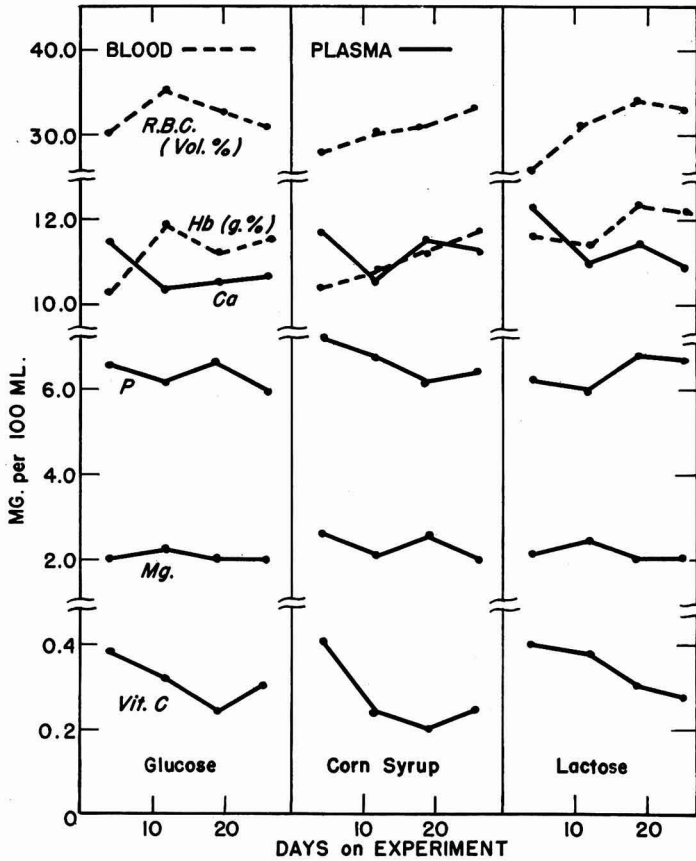 40.0
BLOOD PLASMA
R.B.C.
(Vol. %)
30.0
12.0
Hb (g. %)
10.0
Ca
P
6.0
MG. per 100 ML.
4.0
2.0
Mg.
0.4
Vit. C
0.2
Glucose Corn Syrup Lactose
0
10 20 10 20 10 20
DAYS on EXPERIMENT